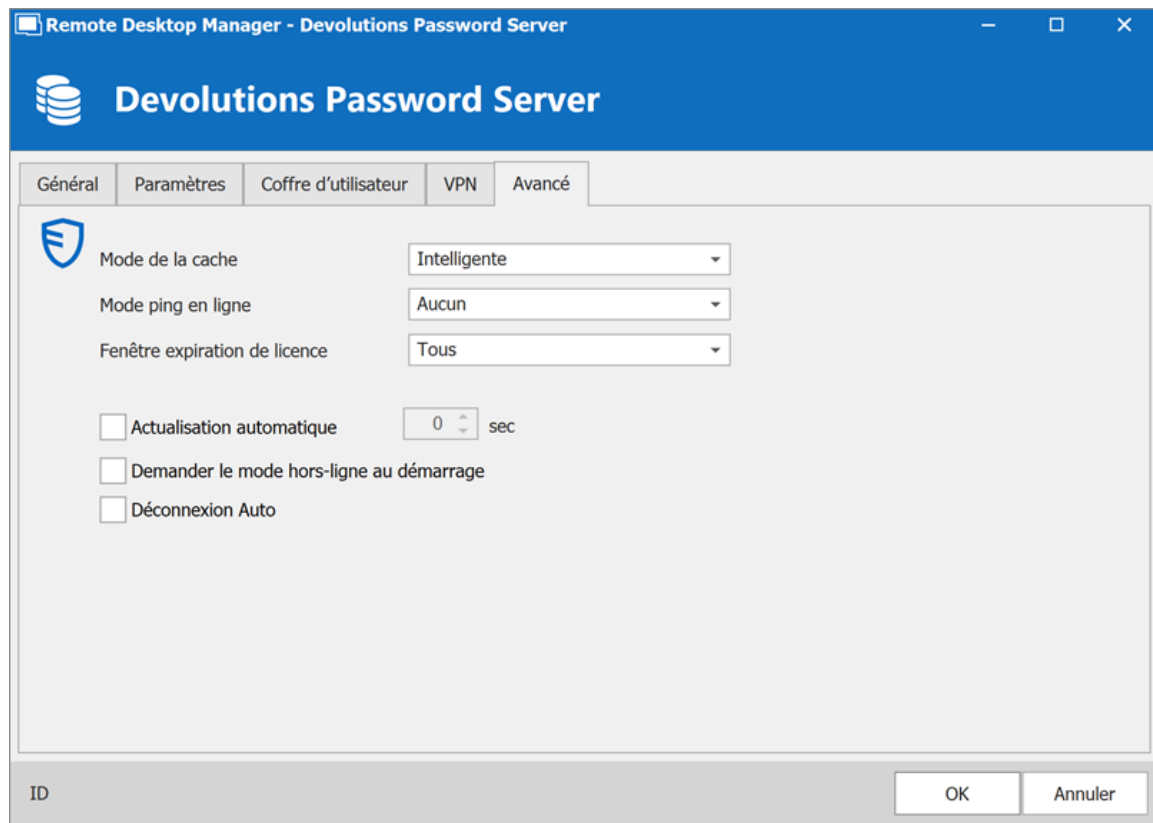 Remote Desktop Manager - Devolutions Password Server
Devolutions Password Server
Général Paramètres Coffre d'utilisateur VPN Avancé
Mode de la cache Intelligente
Mode ping en ligne Aucun
Fenêtre expiration de licence Tous
Actualisation automatique 0 sec
Demander le mode hors-ligne au démarrage
Déconnexion Auto
ID OK Annuler